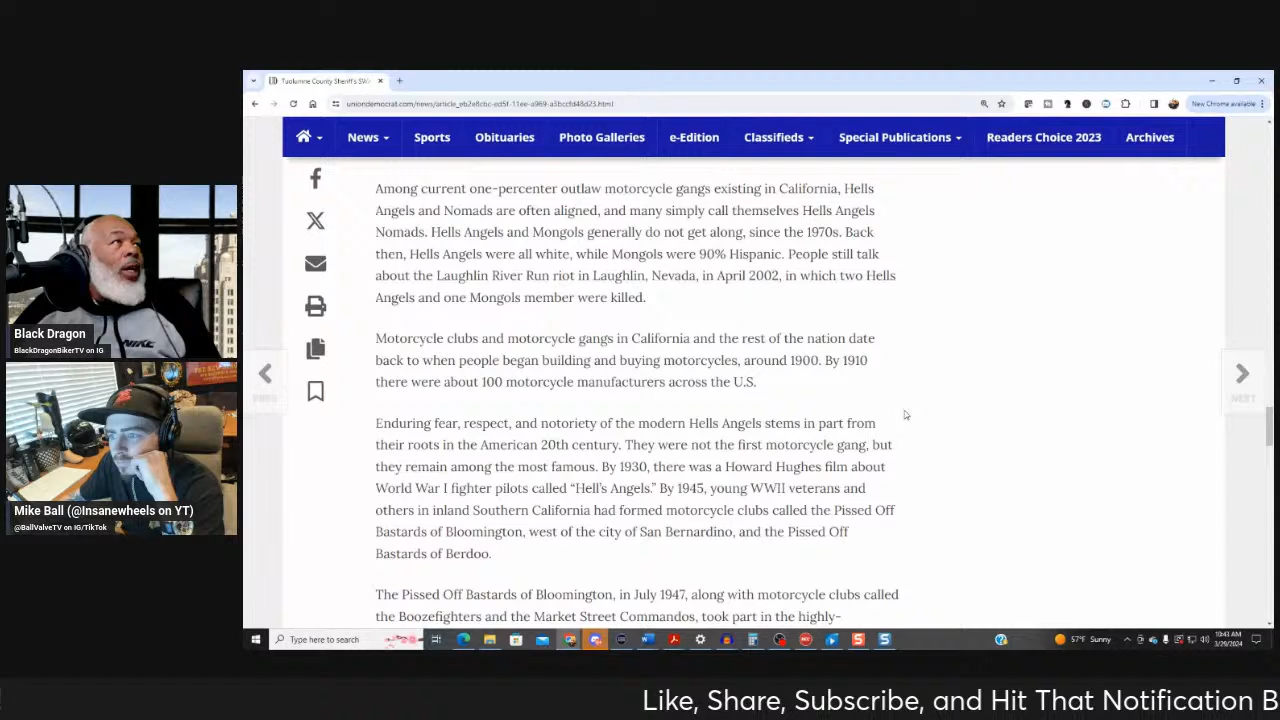 Tuolumne County Sheriff's SWA
uniondemocrat.com/news/article_eb2e8cbc-ed5f-11ee-a969-a3bccfd48d23.html
New Chrome available
News
Sports
Obituaries
Photo Galleries
e-Edition
Classifieds
Special Publications
Readers Choice 2023
Archives
Among current one-percenter outlaw motorcycle gangs existing in California, Hells
Angels and Nomads are often aligned, and many simply call themselves Hells Angels
Nomads. Hells Angels and Mongols generally do not get along, since the 1970s. Back
then, Hells Angels were all white, while Mongols were 90% Hispanic. People still talk
about the Laughlin River Run riot in Laughlin, Nevada, in April 2002, in which two Hells
Angels and one Mongols member were killed.
Motorcycle clubs and motorcycle gangs in California and the rest of the nation date
back to when people began building and buying motorcycles, around 1900. By 1910
there were about 100 motorcycle manufacturers across the U.S.
Enduring fear, respect, and notoriety of the modern Hells Angels stems in part from
their roots in the American 20th century. They were not the first motorcycle gang, but
they remain among the most famous. By 1930, there was a Howard Hughes film about
World War I fighter pilots called “Hell’s Angels.” By 1945, young WWII veterans and
others in inland Southern California had formed motorcycle clubs called the Pissed Off
Bastards of Bloomington, west of the city of San Bernardino, and the Pissed Off
Bastards of Berdoo.
The Pissed Off Bastards of Bloomington, in July 1947, along with motorcycle clubs called
the Boozefighters and the Market Street Commandos, took part in the highly-
PREV
NEXT
NIKE
Black Dragon
BlackDragonBikerTV on IG
Mike Ball (@Insanewheels on YT)
@BallValveTV on IG/TikTok
Type here to search
57°F Sunny
10:43 AM
3/29/2024
Like, Share, Subscribe, and Hit That Notification B